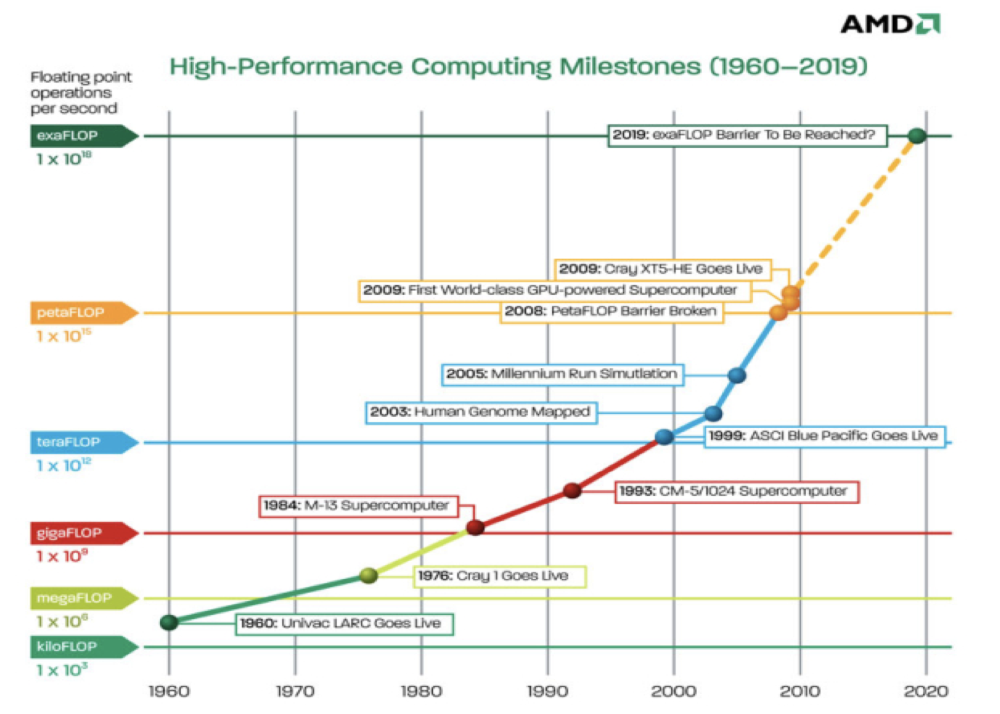 AMD
High-Performance Computing Milestones (1960–2019)
Floating point
operations
per second
exaFLOP
1 x 10¹⁸
2019: exaFLOP Barrier To Be Reached?
2009: Cray XT5-HE Goes Live
2009: First World-class GPU-powered Supercomputer
petaFLOP
1 x 10¹⁵
2008: PetaFLOP Barrier Broken
2005: Millennium Run Simutlation
2003: Human Genome Mapped
teraFLOP
1 x 10¹²
1999: ASCI Blue Pacific Goes Live
1993: CM-5/1024 Supercomputer
1984: M-13 Supercomputer
gigaFLOP
1 x 10⁹
1976: Cray 1 Goes Live
megaFLOP
1 x 10⁶
1960: Univac LARC Goes Live
kiloFLOP
1 x 10³
1960 1970 1980 1990 2000 2010 2020